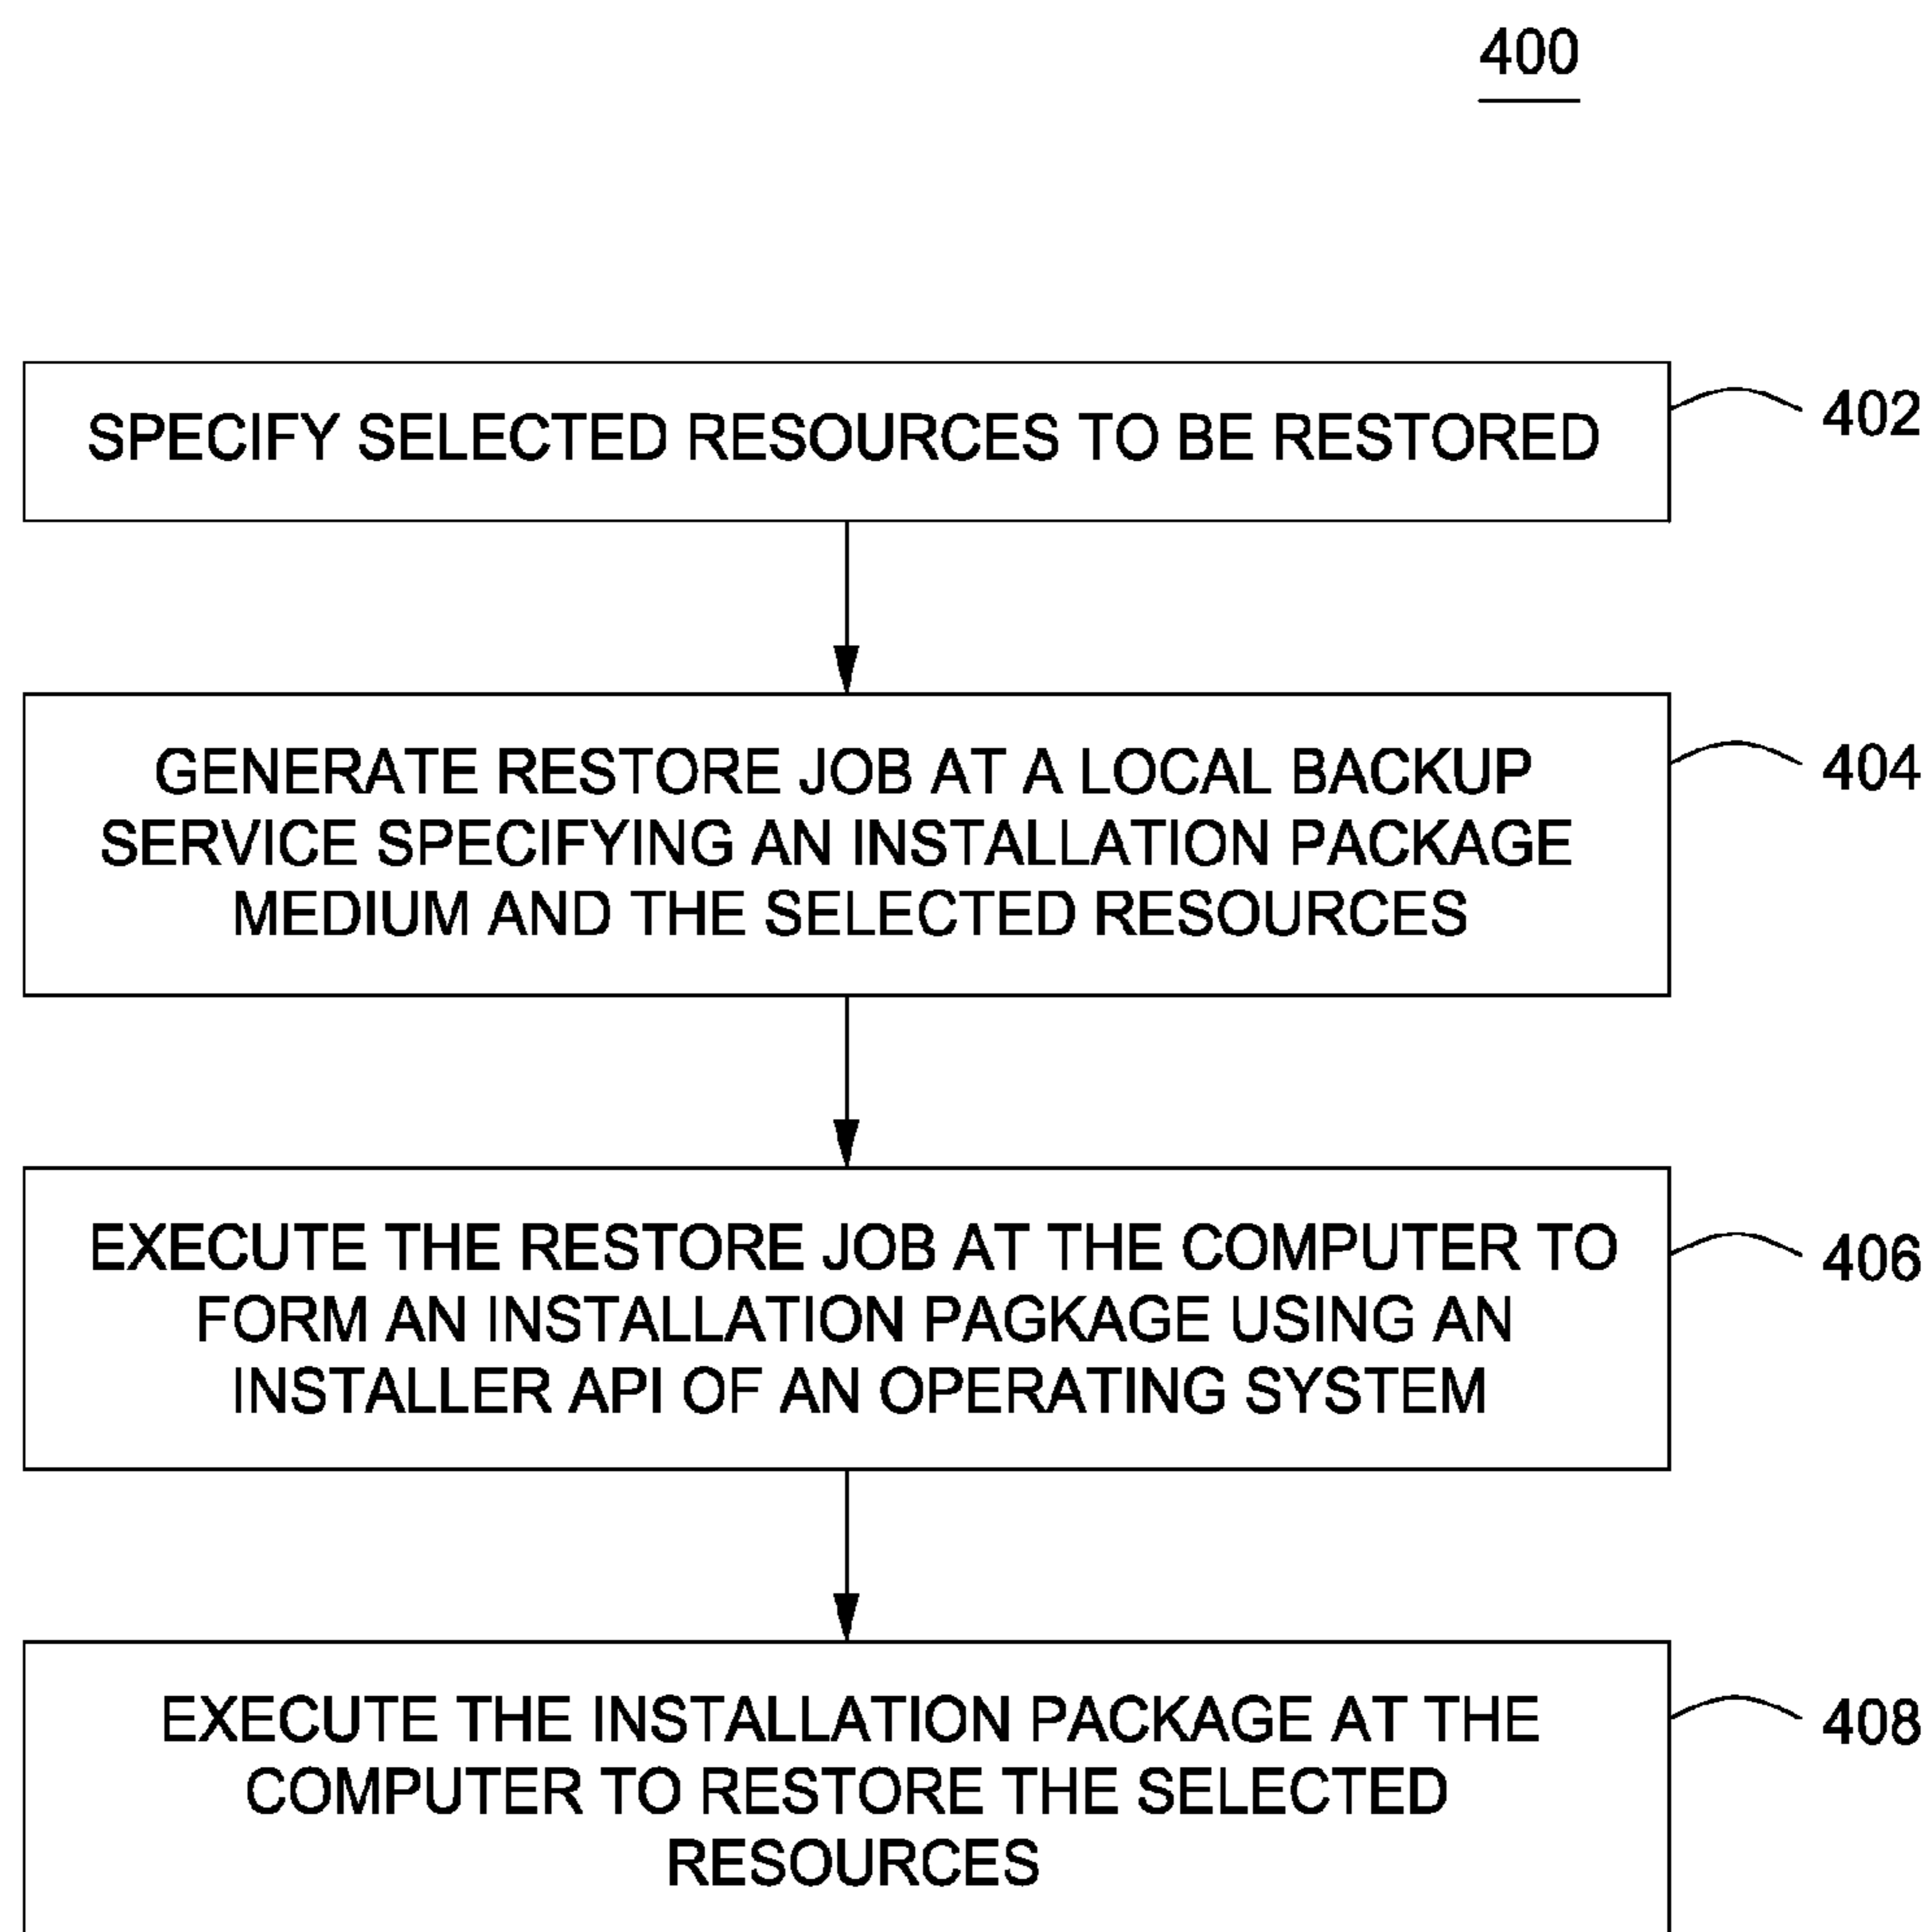 400
SPECIFY SELECTED RESOURCES TO BE RESTORED
402
GENERATE RESTORE JOB AT A LOCAL BACKUP
SERVICE SPECIFYING AN INSTALLATION PACKAGE
MEDIUM AND THE SELECTED RESOURCES
404
EXECUTE THE RESTORE JOB AT THE COMPUTER TO
FORM AN INSTALLATION PAGKAGE USING AN
INSTALLER API OF AN OPERATING SYSTEM
406
EXECUTE THE INSTALLATION PACKAGE AT THE
COMPUTER TO RESTORE THE SELECTED
RESOURCES
408